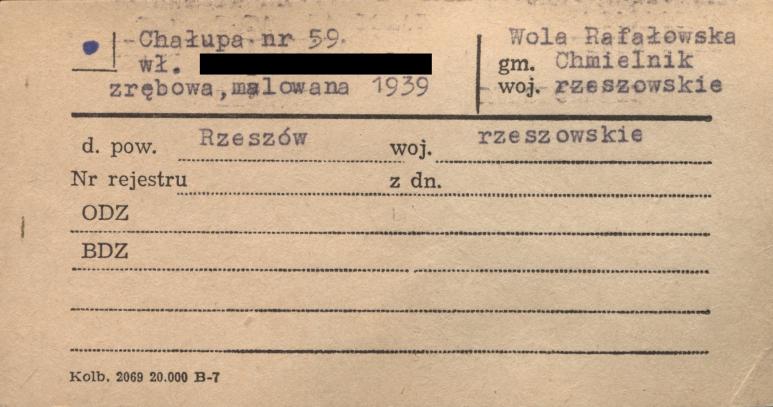 Chałupa nr 59.
wł.
zrębowa, malowana 1939
Wola Rafałowska
gm. Chmielnik
woj. rzeszowskie
d. pow. Rzeszów woj. rzeszowskie
Nr rejestru z dn.
ODZ
BDZ
Kolb. 2069 20.000 B-7